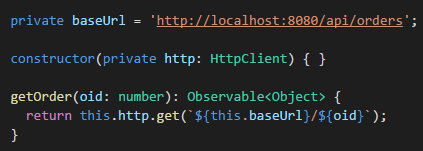 private baseUrl = 'http://localhost:8080/api/orders';
constructor(private http: HttpClient) { }
getOrder(oid: number): Observable<Object> {
return this.http.get(`${this.baseUrl}/${oid}`);
}